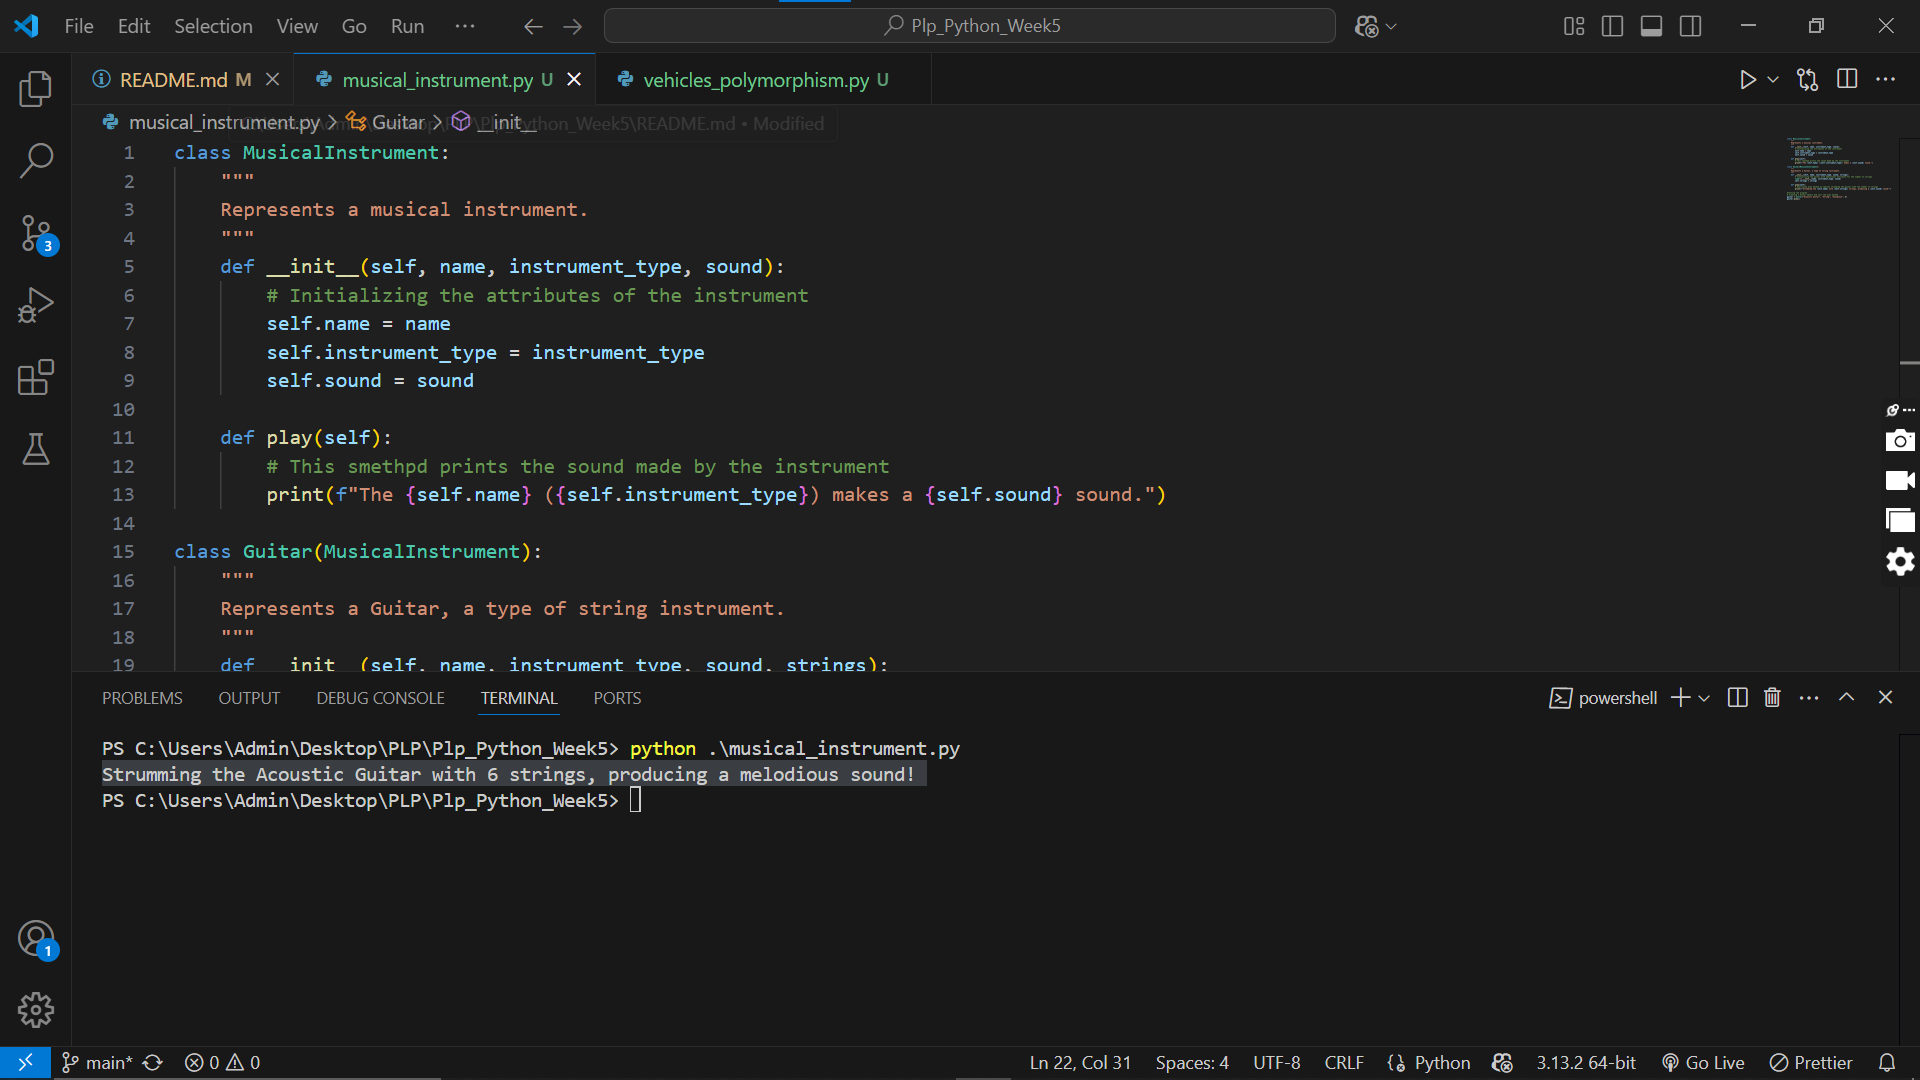 File Edit Selection View Go Run ··· Plp_Python_Week5
README.md M musical_instrument.py U vehicles_polymorphism.py U
musical_instrument.py > Guitar > __init__
Plp_Python_Week5\README.md • Modified
1 class MusicalInstrument:
2 """
3 Represents a musical instrument.
4 """
5 def __init__(self, name, instrument_type, sound):
6 # Initializing the attributes of the instrument
7 self.name = name
8 self.instrument_type = instrument_type
9 self.sound = sound
10
11 def play(self):
12 # This smethpd prints the sound made by the instrument
13 print(f"The {self.name} ({self.instrument_type}) makes a {self.sound} sound.")
14
15 class Guitar(MusicalInstrument):
16 """
17 Represents a Guitar, a type of string instrument.
18 """
19 def __init__(self, name, instrument_type, sound, strings):
3
PROBLEMS OUTPUT DEBUG CONSOLE TERMINAL PORTS powershell
PS C:\Users\Admin\Desktop\PLP\Plp_Python_Week5> python .\musical_instrument.py
Strumming the Acoustic Guitar with 6 strings, producing a melodious sound!
PS C:\Users\Admin\Desktop\PLP\Plp_Python_Week5>
1
main* 0 0 Ln 22, Col 31 Spaces: 4 UTF-8 CRLF Python 3.13.2 64-bit Go Live Prettier